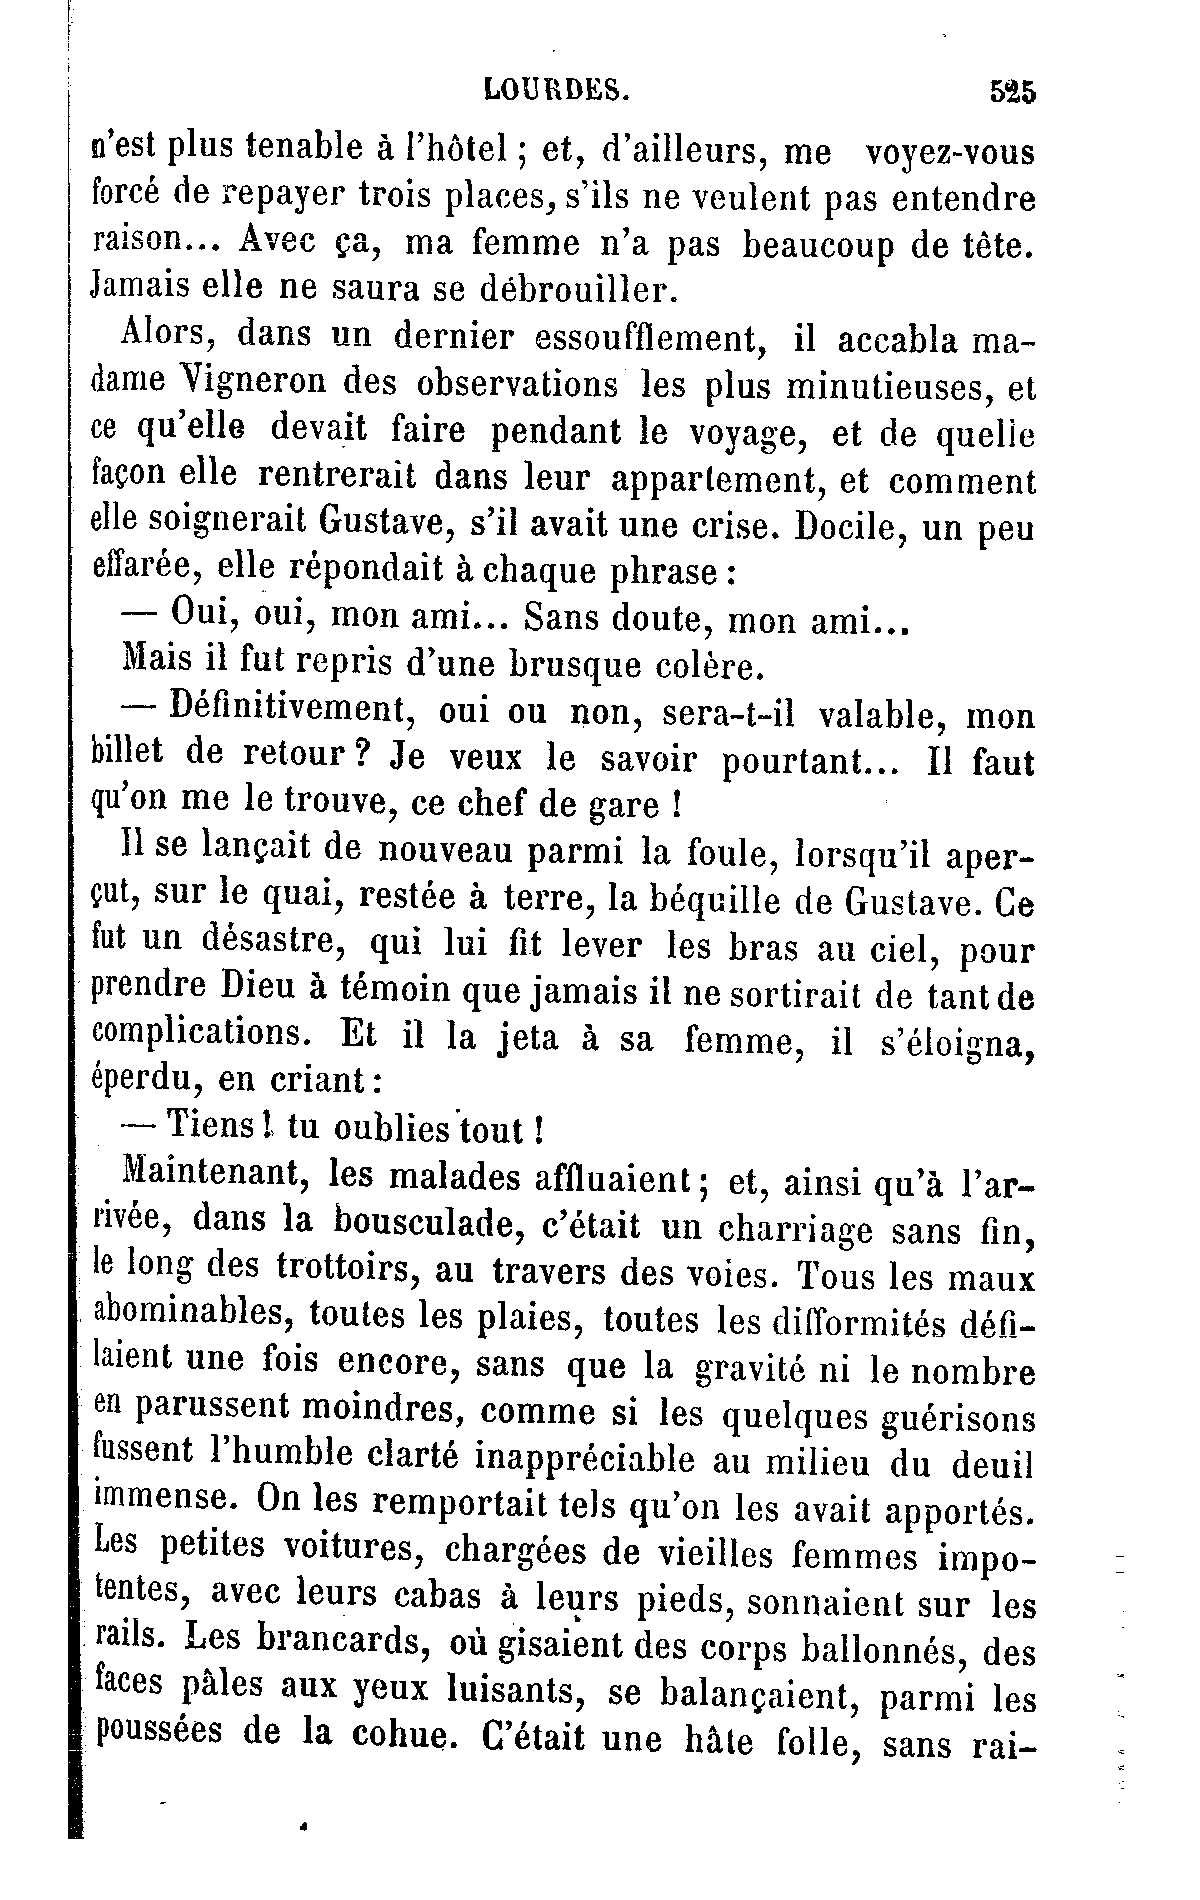 LOURDES. 525
n'est plus tenable à l'hôtel ; et, d'ailleurs, me voyez-vous
forcé de repayer trois places, s'ils ne veulent pas entendre
raison... Avec ça, ma femme n'a pas beaucoup de tête.
Jamais elle ne saura se débrouiller.
Alors, dans un dernier essoufflement, il accabla ma-
dame Vigneron des observations les plus minutieuses, et
ce qu'elle devait faire pendant le voyage, et de quelle
façon elle rentrerait dans leur appartement, et comment
elle soignerait Gustave, s'il avait une crise. Docile, un peu
effarée, elle répondait à chaque phrase :
— Oui, oui, mon ami... Sans doute, mon ami...
Mais il fut repris d'une brusque colère.
— Définitivement, oui ou non, sera-t-il valable, mon
billet de retour ? Je veux le savoir pourtant... Il faut
qu'on me le trouve, ce chef de gare !
Il se lançait de nouveau parmi la foule, lorsqu'il aper-
çut, sur le quai, restée à terre, la béquille de Gustave. Ce
fut un désastre, qui lui fit lever les bras au ciel, pour
prendre Dieu à témoin que jamais il ne sortirait de tant de
complications. Et il la jeta à sa femme, il s'éloigna,
éperdu, en criant :
— Tiens ! tu oublies tout !
Maintenant, les malades affluaient ; et, ainsi qu'à l'ar-
rivée, dans la bousculade, c'était un charriage sans fin,
le long des trottoirs, au travers des voies. Tous les maux
abominables, toutes les plaies, toutes les difformités défi-
laient une fois encore, sans que la gravité ni le nombre
en parussent moindres, comme si les quelques guérisons
fussent l'humble clarté inappréciable au milieu du deuil
immense. On les remportait tels qu'on les avait apportés.
Les petites voitures, chargées de vieilles femmes impo-
tentes, avec leurs cabas à leurs pieds, sonnaient sur les
rails. Les brancards, où gisaient des corps ballonnés, des
faces pâles aux yeux luisants, se balançaient, parmi les
poussées de la cohue. C'était une hâte folle, sans rai-